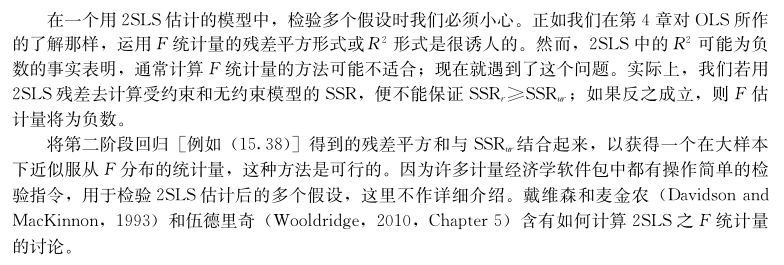 在一个用 2SLS 估计的模型中，检验多个假设时我们必须小心。正如我们在第 4 章对 OLS 所作
的了解那样，运用 F 统计量的残差平方形式或 R² 形式是很诱人的。然而，2SLS 中的 R² 可能为负
数的事实表明，通常计算 F 统计量的方法可能不适合；现在就遇到了这个问题。实际上，我们若用
2SLS 残差去计算受约束和无约束模型的 SSR，便不能保证 SSRᵣ≥SSRᵤᵣ；如果反之成立，则 F 估
计量将为负数。
将第二阶段回归［例如（15.38）］得到的残差平方和与 SSRᵤᵣ结合起来，以获得一个在大样本
下近似服从 F 分布的统计量，这种方法是可行的。因为许多计量经济学软件包中都有操作简单的检
验指令，用于检验 2SLS 估计后的多个假设，这里不作详细介绍。戴维森和麦金农（Davidson and
MacKinnon，1993）和伍德里奇（Wooldridge，2010，Chapter 5）含有如何计算 2SLS 之 F 统计量
的讨论。